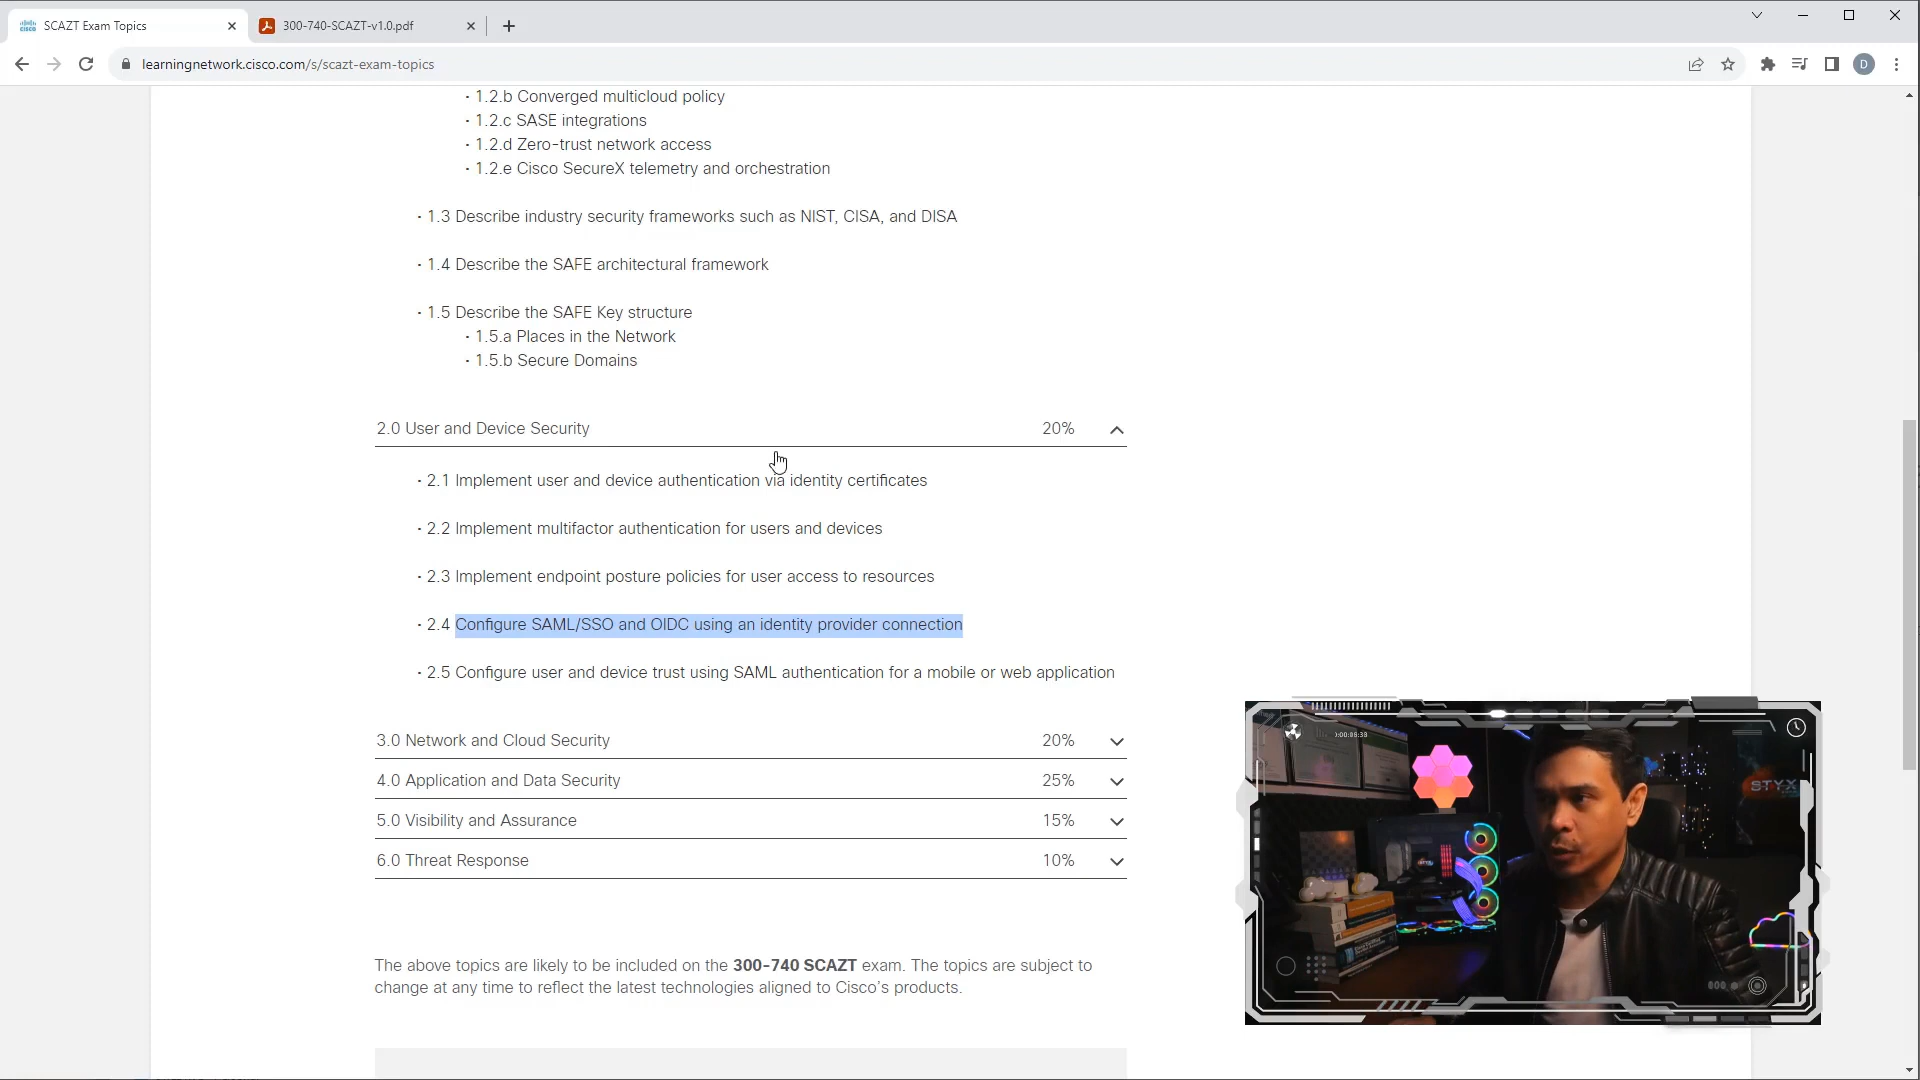 SCAZT Exam Topics
300-740-SCAZT-v1.0.pdf
learningnetwork.cisco.com/s/scazt-exam-topics
D
· 1.2.b Converged multicloud policy
· 1.2.c SASE integrations
· 1.2.d Zero-trust network access
· 1.2.e Cisco SecureX telemetry and orchestration
· 1.3 Describe industry security frameworks such as NIST, CISA, and DISA
· 1.4 Describe the SAFE architectural framework
· 1.5 Describe the SAFE Key structure
· 1.5.a Places in the Network
· 1.5.b Secure Domains
2.0 User and Device Security 20%
· 2.1 Implement user and device authentication via identity certificates
· 2.2 Implement multifactor authentication for users and devices
· 2.3 Implement endpoint posture policies for user access to resources
· 2.4 Configure SAML/SSO and OIDC using an identity provider connection
· 2.5 Configure user and device trust using SAML authentication for a mobile or web application
3.0 Network and Cloud Security 20%
4.0 Application and Data Security 25%
5.0 Visibility and Assurance 15%
6.0 Threat Response 10%
The above topics are likely to be included on the 300-740 SCAZT exam. The topics are subject to
change at any time to reflect the latest technologies aligned to Cisco's products.
STYX